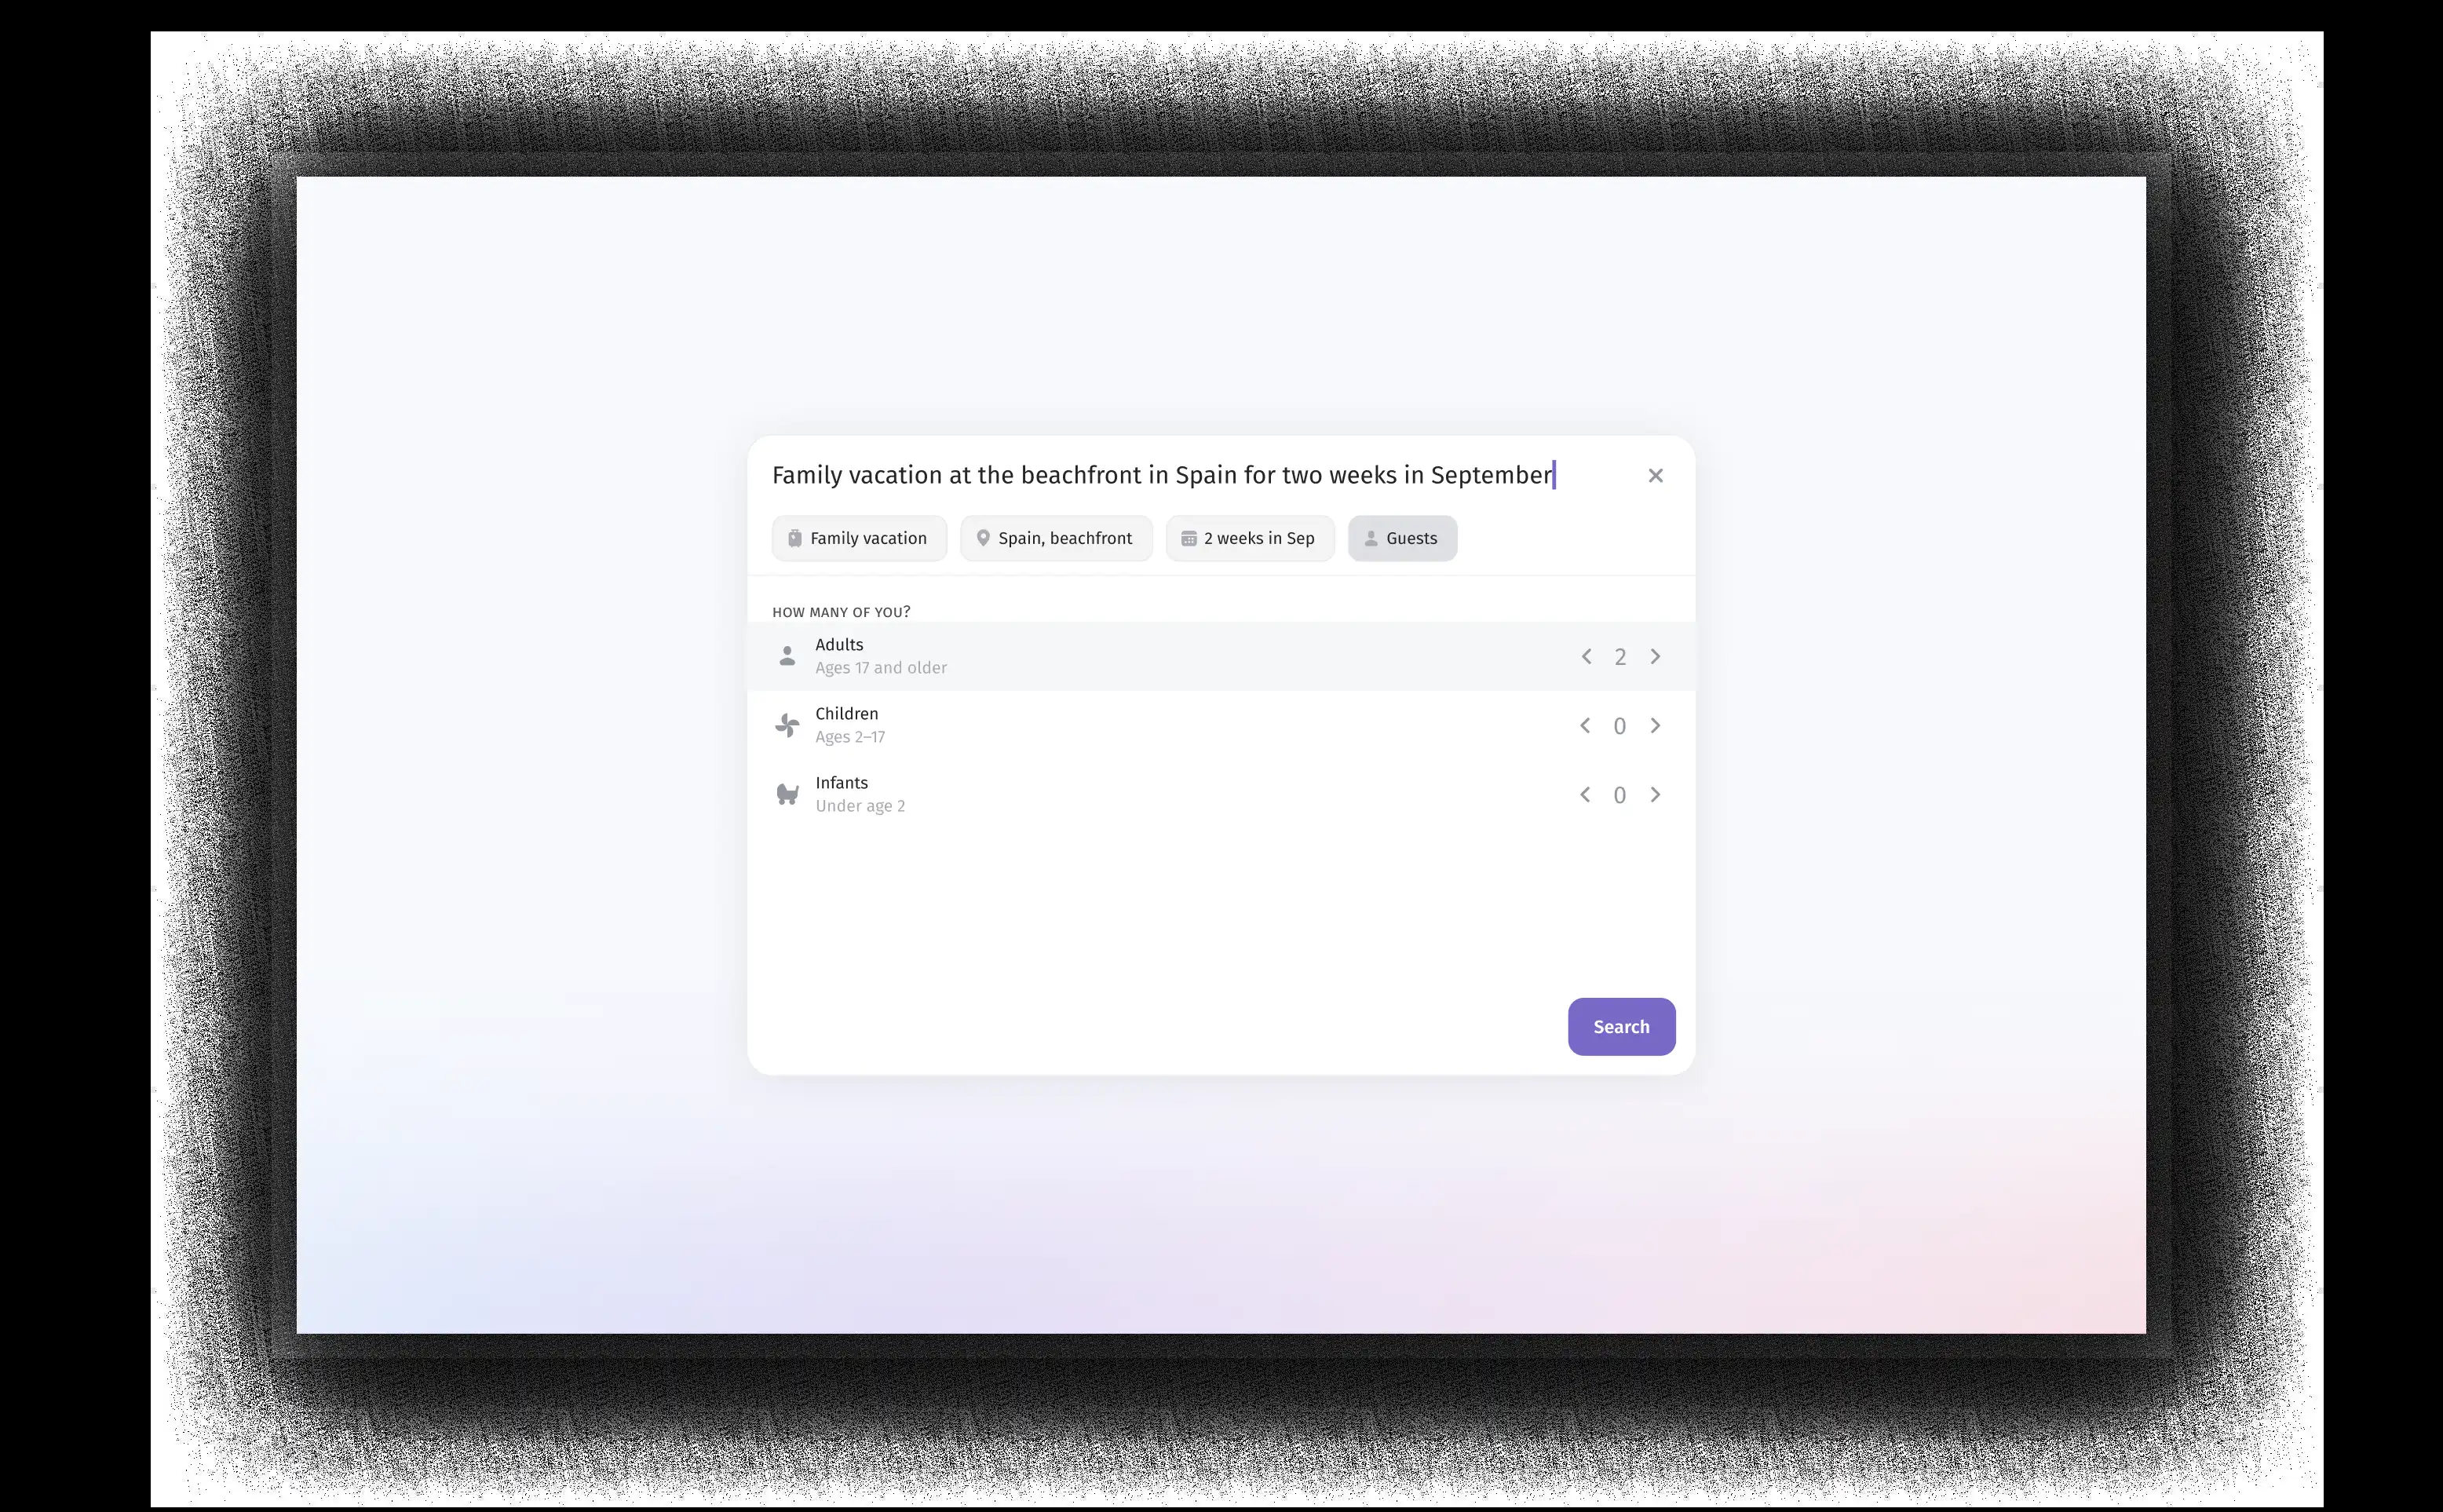 Family vacation at the beachfront in Spain for two weeks in September
Family vacation
Spain, beachfront
2 weeks in Sep
Guests
HOW MANY OF YOU?
Adults
Ages 17 and older
2
Children
Ages 2–17
0
Infants
Under age 2
0
Search